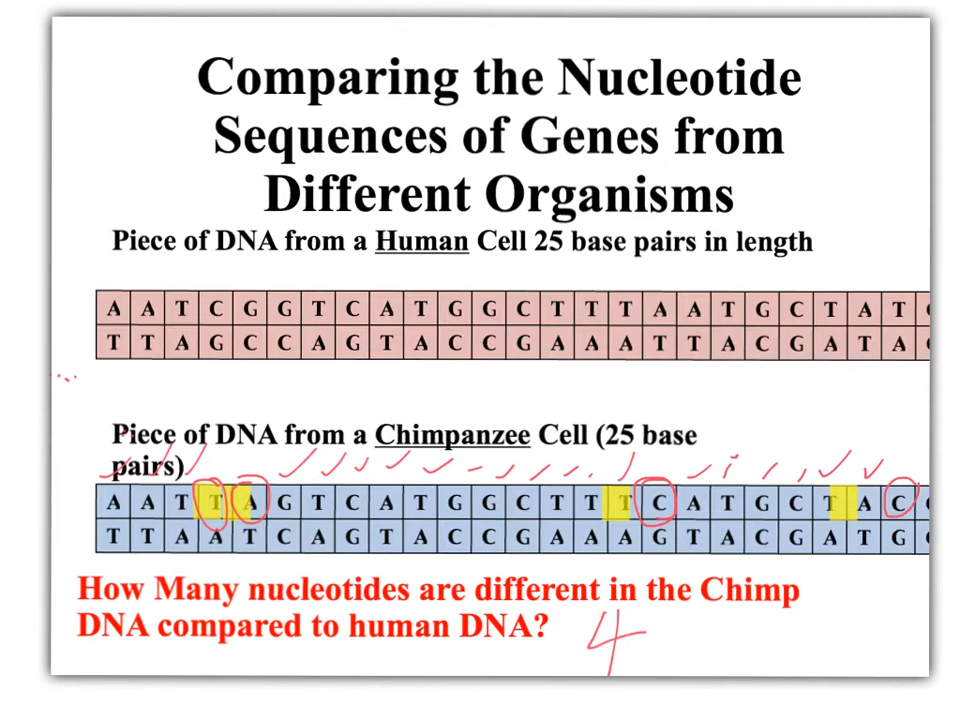 Comparing the Nucleotide
Sequences of Genes from
Different Organisms
Piece of DNA from a Human Cell 25 base pairs in length
A A T C G G T C A T G G C T T T A A T G C T A T
T T A G C C A G T A C C G A A A T T A C G A T A
Piece of DNA from a Chimpanzee Cell (25 base
pairs)
A A T T A G T C A T G G C T T T C A T G C T A C
T T A A T C A G T A C C G A A A G T A C G A T G
How Many nucleotides are different in the Chimp
DNA compared to human DNA?
4